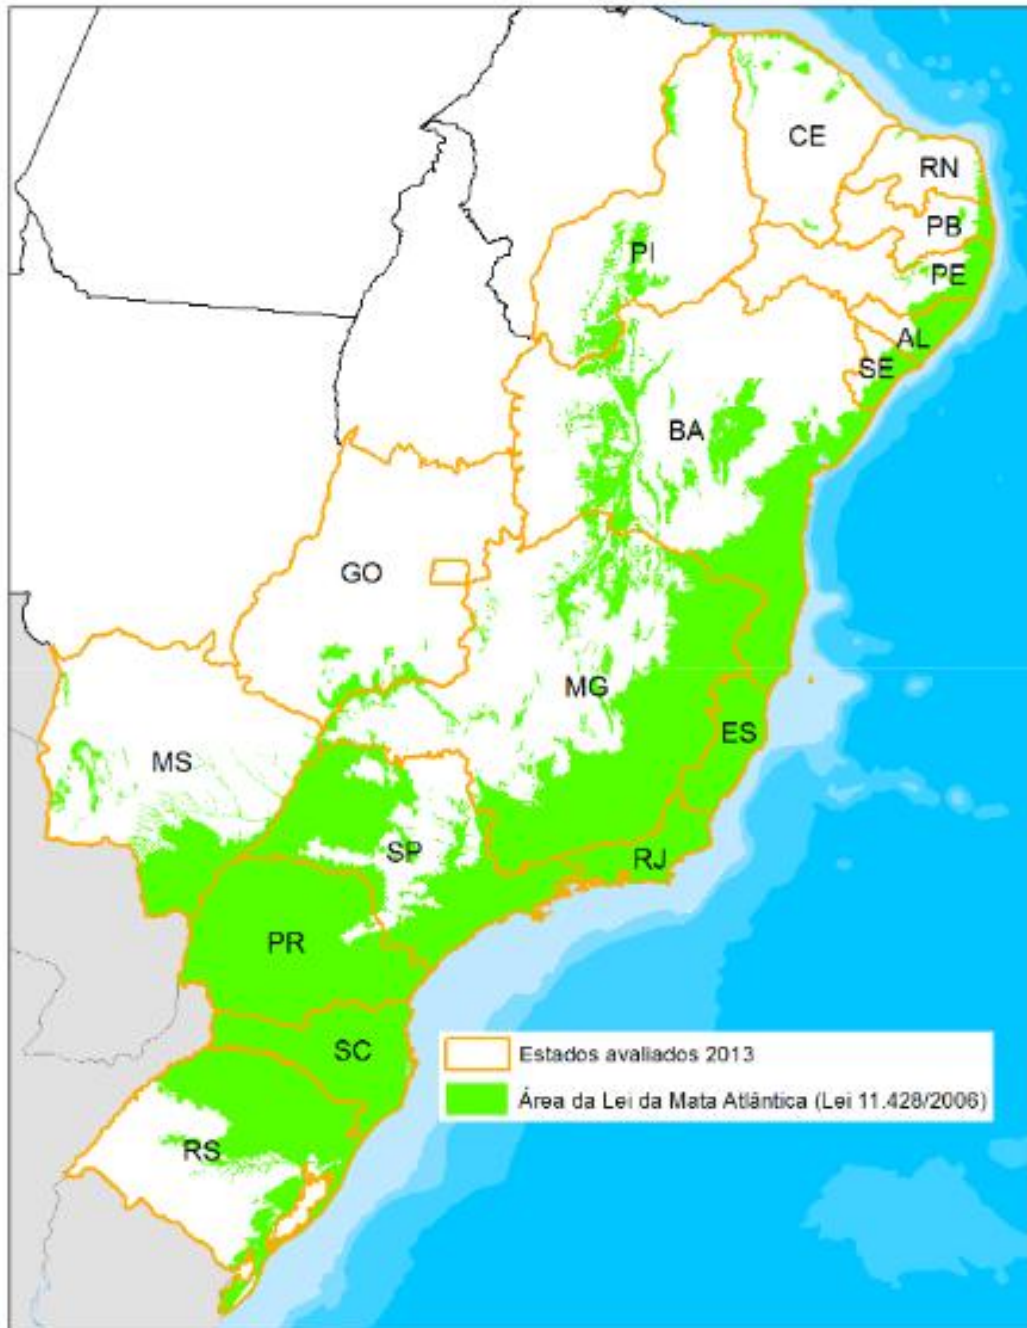 CE
RN
PB
PI
PE
AL
SE
BA
GO
MG
ES
MS
SP
RJ
PR
SC
Estados avaliados 2013
Área da Lei da Mata Atlântica (Lei 11.428/2006)
RS